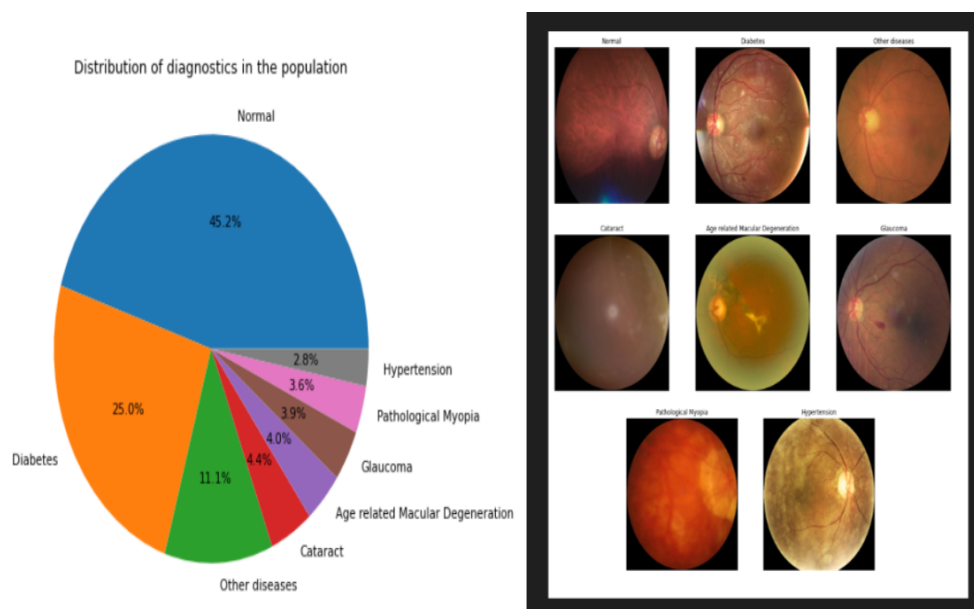 Distribution of diagnostics in the population
Normal
45.2%
2.8%
Hypertension
3.6%
Pathological Myopia
3.9%
Glaucoma
4.0%
Age related Macular Degeneration
4.4%
Cataract
11.1%
Other diseases
25.0%
Diabetes
Normal
Diabetes
Other diseases
Cataract
Age related Macular Degeneration
Glaucoma
Pathological Myopia
Hypertension